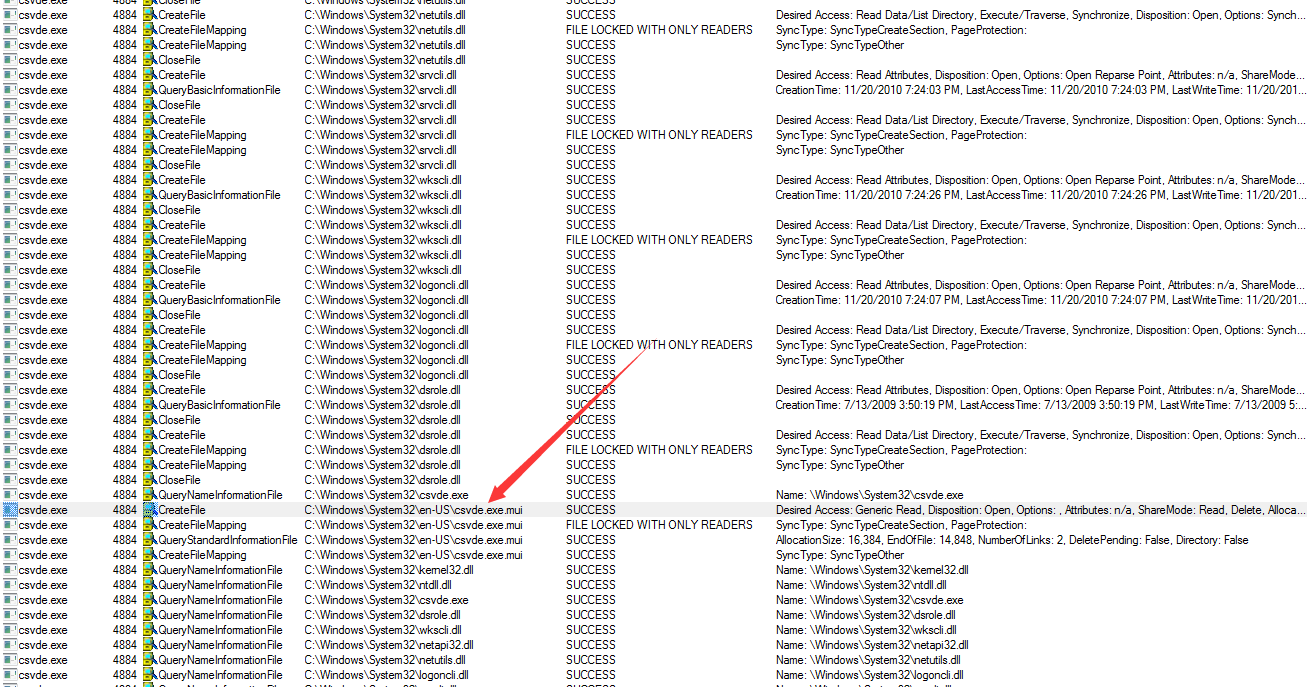 csvde.exe CloseFile C:\Windows\System32\netutils.dll SUCCESS
csvde.exe 4884 CreateFile C:\Windows\System32\netutils.dll SUCCESS Desired Access: Read Data/List Directory, Execute/Traverse, Synchronize, Disposition: Open, Options: Synch...
csvde.exe 4884 CreateFileMapping C:\Windows\System32\netutils.dll FILE LOCKED WITH ONLY READERS SyncType: SyncTypeCreateSection, PageProtection:
csvde.exe 4884 CreateFileMapping C:\Windows\System32\netutils.dll SUCCESS SyncType: SyncTypeOther
csvde.exe 4884 CloseFile C:\Windows\System32\netutils.dll SUCCESS
csvde.exe 4884 CreateFile C:\Windows\System32\srvcli.dll SUCCESS Desired Access: Read Attributes, Disposition: Open, Options: Open Reparse Point, Attributes: n/a, ShareMode...
csvde.exe 4884 QueryBasicInformationFile C:\Windows\System32\srvcli.dll SUCCESS CreationTime: 11/20/2010 7:24:03 PM, LastAccessTime: 11/20/2010 7:24:03 PM, LastWriteTime: 11/20/201...
csvde.exe 4884 CloseFile C:\Windows\System32\srvcli.dll SUCCESS
csvde.exe 4884 CreateFile C:\Windows\System32\srvcli.dll SUCCESS Desired Access: Read Data/List Directory, Execute/Traverse, Synchronize, Disposition: Open, Options: Synch...
csvde.exe 4884 CreateFileMapping C:\Windows\System32\srvcli.dll FILE LOCKED WITH ONLY READERS SyncType: SyncTypeCreateSection, PageProtection:
csvde.exe 4884 CreateFileMapping C:\Windows\System32\srvcli.dll SUCCESS SyncType: SyncTypeOther
csvde.exe 4884 CloseFile C:\Windows\System32\srvcli.dll SUCCESS
csvde.exe 4884 CreateFile C:\Windows\System32\wkscli.dll SUCCESS Desired Access: Read Attributes, Disposition: Open, Options: Open Reparse Point, Attributes: n/a, ShareMode...
csvde.exe 4884 QueryBasicInformationFile C:\Windows\System32\wkscli.dll SUCCESS CreationTime: 11/20/2010 7:24:26 PM, LastAccessTime: 11/20/2010 7:24:26 PM, LastWriteTime: 11/20/201...
csvde.exe 4884 CloseFile C:\Windows\System32\wkscli.dll SUCCESS
csvde.exe 4884 CreateFile C:\Windows\System32\wkscli.dll SUCCESS Desired Access: Read Data/List Directory, Execute/Traverse, Synchronize, Disposition: Open, Options: Synch...
csvde.exe 4884 CreateFileMapping C:\Windows\System32\wkscli.dll FILE LOCKED WITH ONLY READERS SyncType: SyncTypeCreateSection, PageProtection:
csvde.exe 4884 CreateFileMapping C:\Windows\System32\wkscli.dll SUCCESS SyncType: SyncTypeOther
csvde.exe 4884 CloseFile C:\Windows\System32\wkscli.dll SUCCESS
csvde.exe 4884 CreateFile C:\Windows\System32\logoncli.dll SUCCESS Desired Access: Read Attributes, Disposition: Open, Options: Open Reparse Point, Attributes: n/a, ShareMode...
csvde.exe 4884 QueryBasicInformationFile C:\Windows\System32\logoncli.dll SUCCESS CreationTime: 11/20/2010 7:24:07 PM, LastAccessTime: 11/20/2010 7:24:07 PM, LastWriteTime: 11/20/201...
csvde.exe 4884 CloseFile C:\Windows\System32\logoncli.dll SUCCESS
csvde.exe 4884 CreateFile C:\Windows\System32\logoncli.dll SUCCESS Desired Access: Read Data/List Directory, Execute/Traverse, Synchronize, Disposition: Open, Options: Synch...
csvde.exe 4884 CreateFileMapping C:\Windows\System32\logoncli.dll FILE LOCKED WITH ONLY READERS SyncType: SyncTypeCreateSection, PageProtection:
csvde.exe 4884 CreateFileMapping C:\Windows\System32\logoncli.dll SUCCESS SyncType: SyncTypeOther
csvde.exe 4884 CloseFile C:\Windows\System32\logoncli.dll SUCCESS
csvde.exe 4884 CreateFile C:\Windows\System32\dsrole.dll SUCCESS Desired Access: Read Attributes, Disposition: Open, Options: Open Reparse Point, Attributes: n/a, ShareMode...
csvde.exe 4884 QueryBasicInformationFile C:\Windows\System32\dsrole.dll SUCCESS CreationTime: 7/13/2009 3:50:19 PM, LastAccessTime: 7/13/2009 3:50:19 PM, LastWriteTime: 7/13/2009 5:...
csvde.exe 4884 CloseFile C:\Windows\System32\dsrole.dll SUCCESS
csvde.exe 4884 CreateFile C:\Windows\System32\dsrole.dll SUCCESS Desired Access: Read Data/List Directory, Execute/Traverse, Synchronize, Disposition: Open, Options: Synch...
csvde.exe 4884 CreateFileMapping C:\Windows\System32\dsrole.dll FILE LOCKED WITH ONLY READERS SyncType: SyncTypeCreateSection, PageProtection:
csvde.exe 4884 CreateFileMapping C:\Windows\System32\dsrole.dll SUCCESS SyncType: SyncTypeOther
csvde.exe 4884 CloseFile C:\Windows\System32\dsrole.dll SUCCESS
csvde.exe 4884 QueryNameInformationFile C:\Windows\System32\csvde.exe SUCCESS Name: \Windows\System32\csvde.exe
csvde.exe 4884 CreateFile C:\Windows\System32\en-US\csvde.exe.mui SUCCESS Desired Access: Generic Read, Disposition: Open, Options: , Attributes: n/a, ShareMode: Read, Delete, Alloca...
csvde.exe 4884 CreateFileMapping C:\Windows\System32\en-US\csvde.exe.mui FILE LOCKED WITH ONLY READERS SyncType: SyncTypeCreateSection, PageProtection:
csvde.exe 4884 QueryStandardInformationFile C:\Windows\System32\en-US\csvde.exe.mui SUCCESS AllocationSize: 16,384, EndOfFile: 14,848, NumberOfLinks: 2, DeletePending: False, Directory: False
csvde.exe 4884 CreateFileMapping C:\Windows\System32\en-US\csvde.exe.mui SUCCESS SyncType: SyncTypeOther
csvde.exe 4884 QueryNameInformationFile C:\Windows\System32\kernel32.dll SUCCESS Name: \Windows\System32\kernel32.dll
csvde.exe 4884 QueryNameInformationFile C:\Windows\System32\ntdll.dll SUCCESS Name: \Windows\System32\ntdll.dll
csvde.exe 4884 QueryNameInformationFile C:\Windows\System32\csvde.exe SUCCESS Name: \Windows\System32\csvde.exe
csvde.exe 4884 QueryNameInformationFile C:\Windows\System32\dsrole.dll SUCCESS Name: \Windows\System32\dsrole.dll
csvde.exe 4884 QueryNameInformationFile C:\Windows\System32\wkscli.dll SUCCESS Name: \Windows\System32\wkscli.dll
csvde.exe 4884 QueryNameInformationFile C:\Windows\System32\netapi32.dll SUCCESS Name: \Windows\System32\netapi32.dll
csvde.exe 4884 QueryNameInformationFile C:\Windows\System32\netutils.dll SUCCESS Name: \Windows\System32\netutils.dll
csvde.exe 4884 QueryNameInformationFile C:\Windows\System32\logoncli.dll SUCCESS Name: \Windows\System32\logoncli.dll